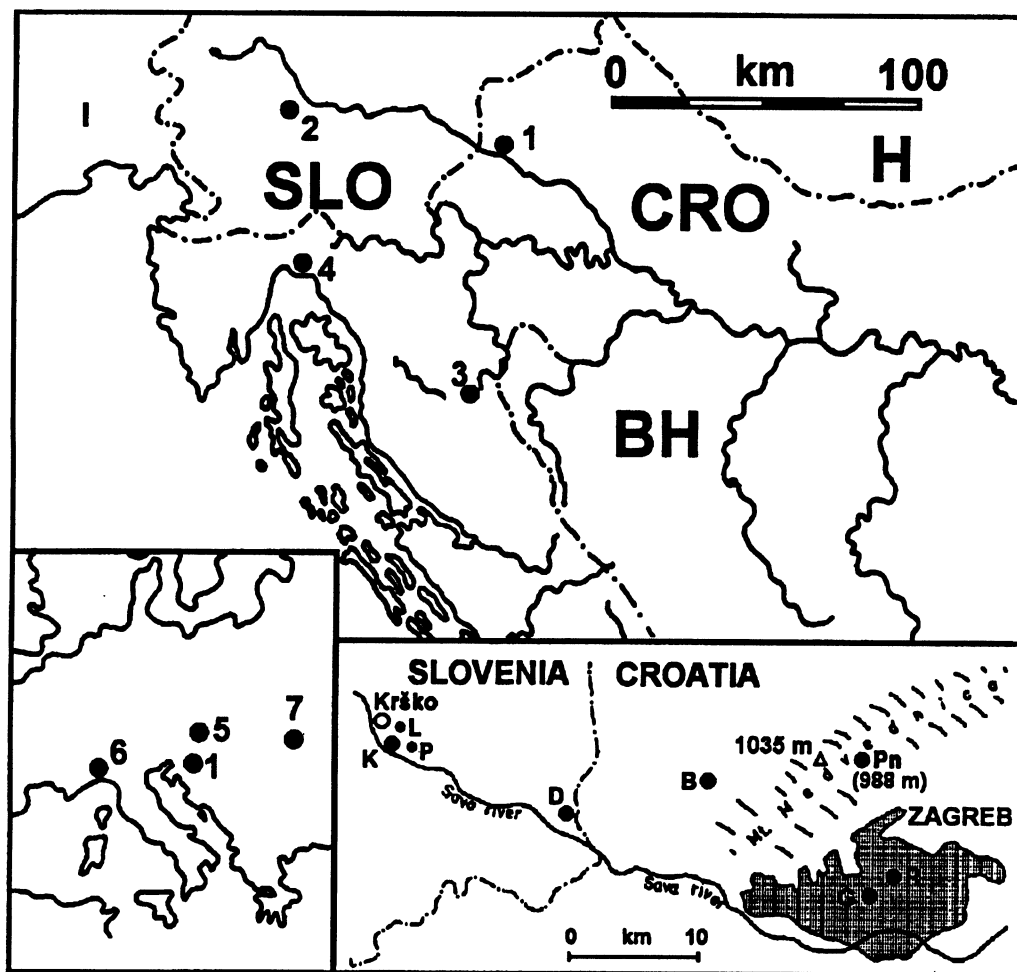 0 km 100
I
2
1
H
SLO
CRO
4
3
BH
7
5
6
1
SLOVENIA CROATIA
Krško
L
K
P
1035 m
Pn
(988 m)
B
D
Sava river
ZAGREB
Sava river
0 km 10